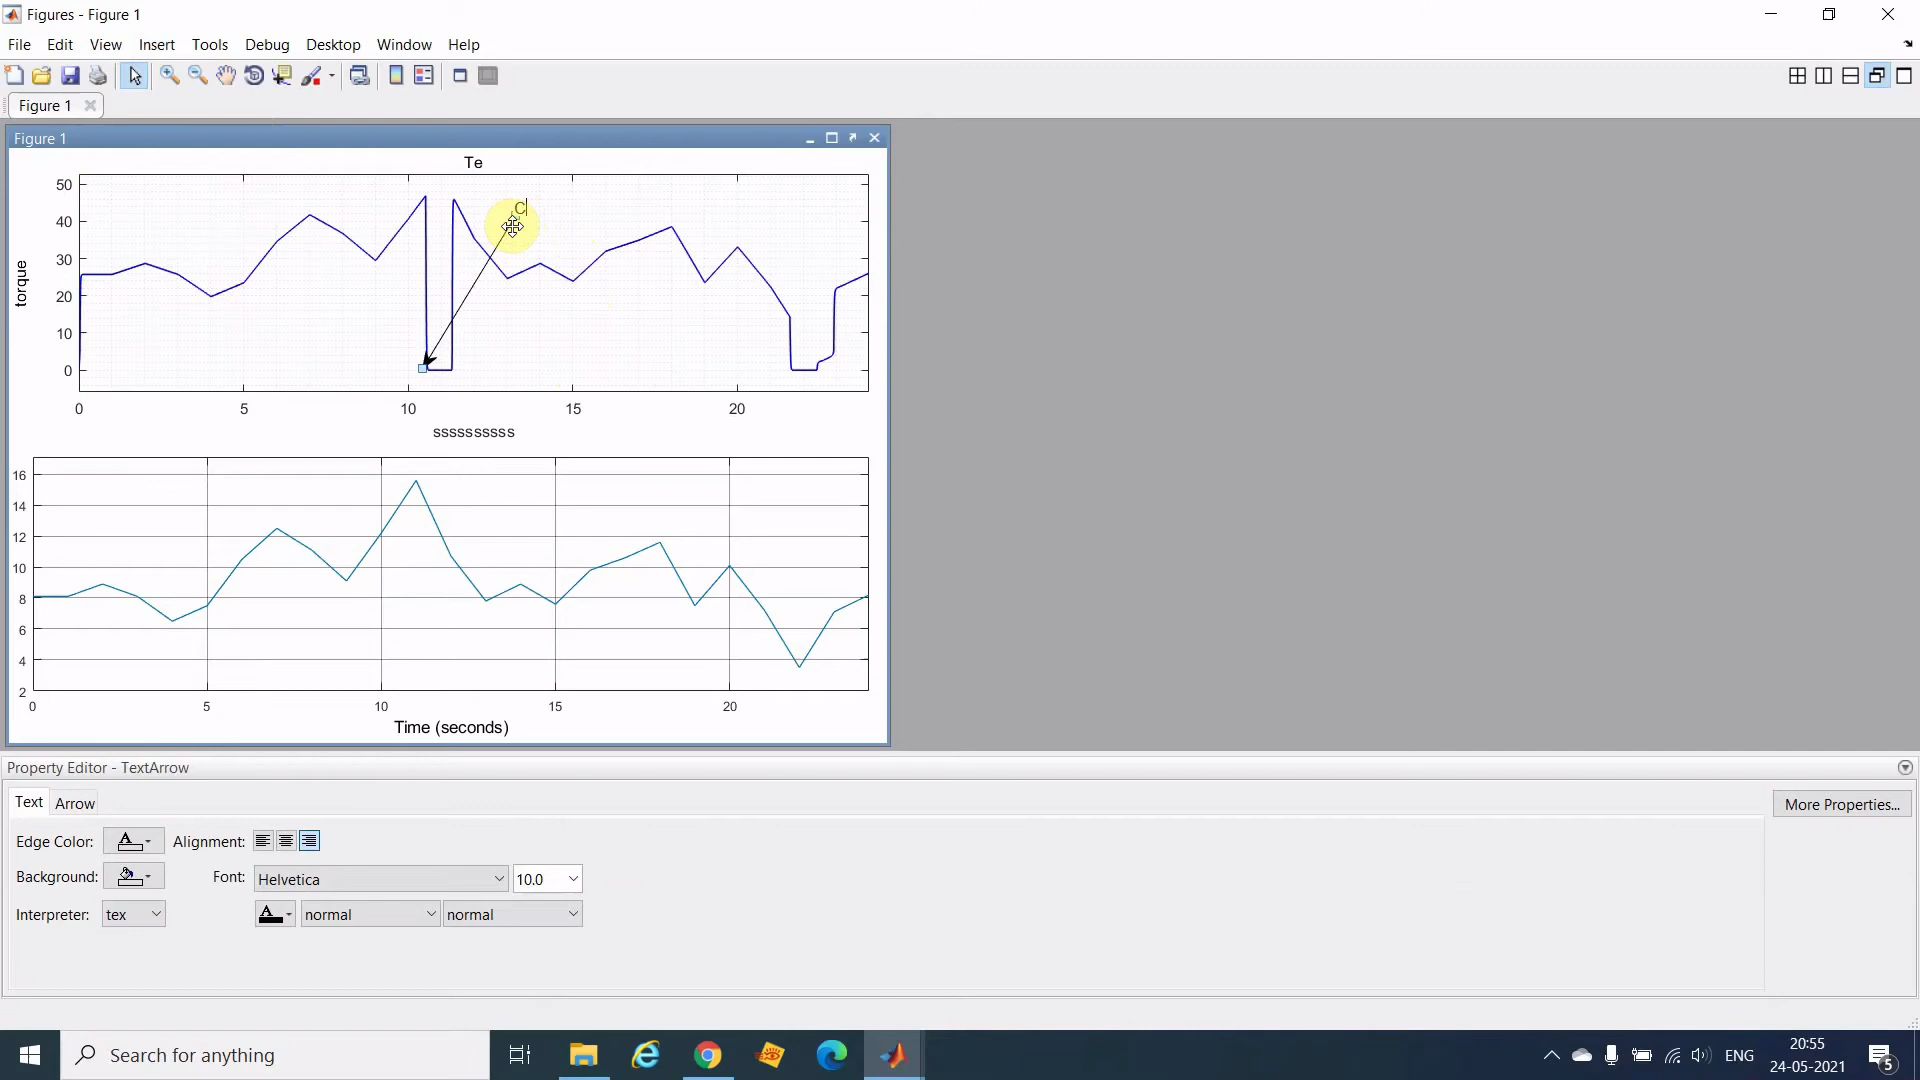 Figures - Figure 1
File Edit View Insert Tools Debug Desktop Window Help
Figure 1
Figure 1
Te
50
40
30
20
10
0
torque
C
0 5 10 15 20
ssssssssss
16
14
12
10
8
6
4
2
0 5 10 15 20
Time (seconds)
Property Editor - TextArrow
Text Arrow
More Properties...
Edge Color: A Alignment:
Background: Font: Helvetica 10.0
Interpreter: tex A normal normal
Search for anything
ENG
20:55
24-05-2021
5